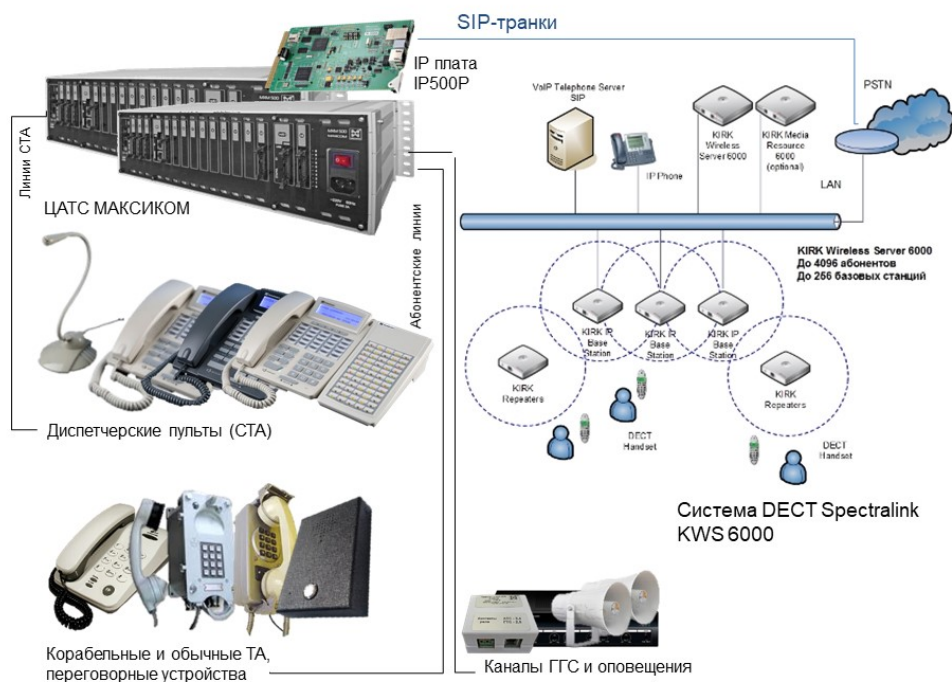 SIP-транки
IP плата
IP500P
PSTN
VoIP Telephone Server
SIP
IP Phone
KIRK
Wireless
Server 6000
KIRK Media
Resource
6000
(optional)
LAN
Линии СТА
ЦАТС МАКСИКОМ
Абонентские линии
KIRK Wireless Server 6000
До 4096 абонентов
До 256 базовых станций
KIRK IP
Base
Station
KIRK IP
Base
Station
KIRK IP
Base
Station
KIRK
Repeaters
KIRK
Repeaters
DECT
Handset
DECT
Handset
Диспетчерские пульты (СТА)
Система DECT Spectralink
KWS 6000
Корабельные и обычные ТА,
переговорные устройства
Каналы ГГС и оповещения